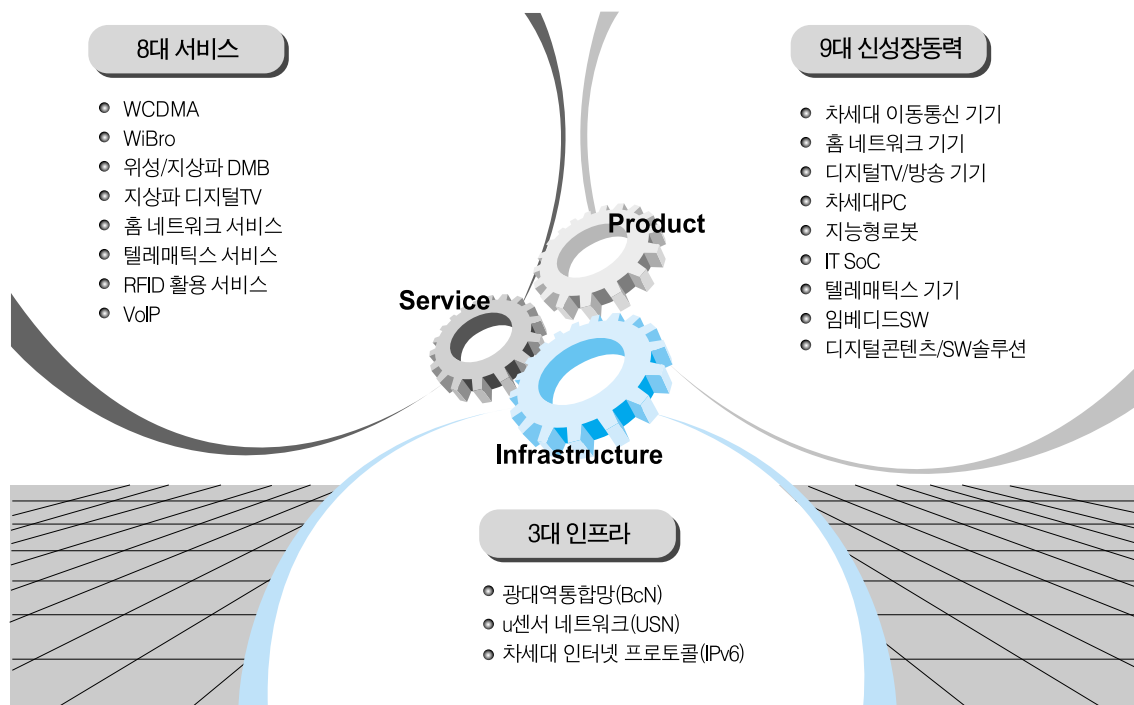 8대 서비스
WCDMA
WiBro
위성/지상파 DMB
지상파 디지털TV
홈 네트워크 서비스
텔레매틱스 서비스
RFID 활용 서비스
VoIP
9대 신성장동력
차세대 이동통신 기기
홈 네트워크 기기
디지털TV/방송 기기
차세대PC
지능형로봇
IT SoC
텔레매틱스 기기
임베디드SW
디지털콘텐츠/SW솔루션
Product
Service
Infrastructure
3대 인프라
광대역통합망(BcN)
u센서 네트워크(USN)
차세대 인터넷 프로토콜(IPv6)